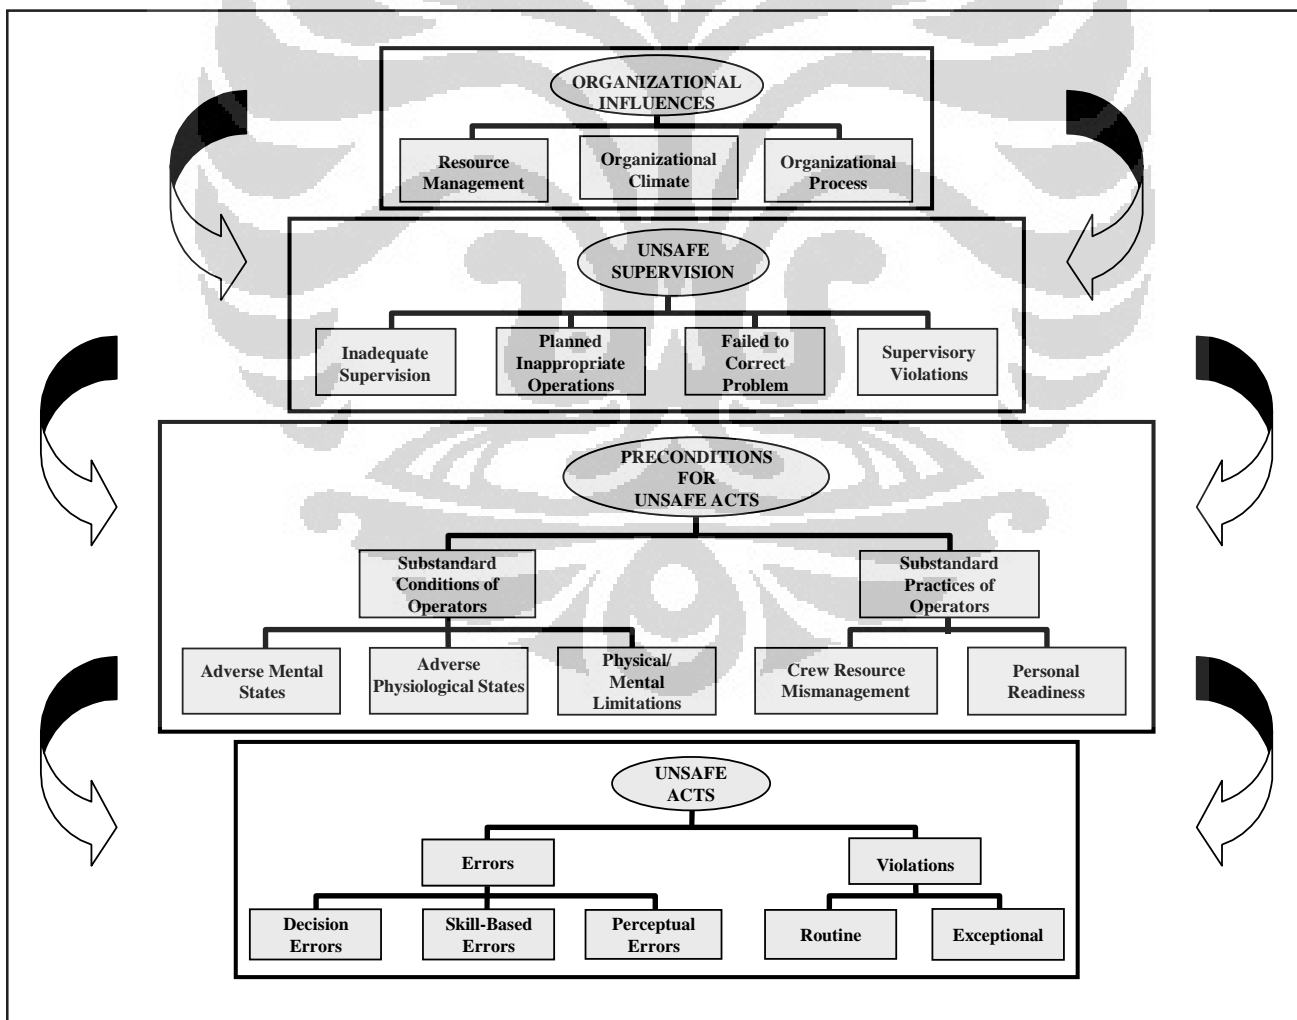 ORGANIZATIONAL
INFLUENCES
Resource
Management
Organizational
Climate
Organizational
Process
UNSAFE
SUPERVISION
Inadequate
Supervision
Planned
Inappropriate
Operations
Failed to
Correct
Problem
Supervisory
Violations
PRECONDITIONS
FOR
UNSAFE ACTS
Substandard
Conditions of
Operators
Substandard
Practices of
Operators
Adverse Mental
States
Adverse
Physiological States
Physical/
Mental
Limitations
Crew Resource
Mismanagement
Personal
Readiness
UNSAFE
ACTS
Errors
Violations
Decision
Errors
Skill-Based
Errors
Perceptual
Errors
Routine
Exceptional